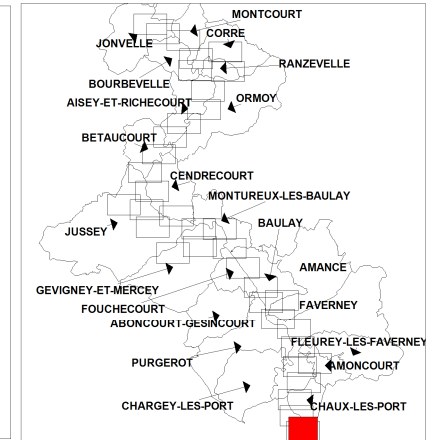 MONTCOURT
JONVELLE
CORRE
RANZEVELLE
BOURBEVELLE
AISEY-ET-RICHECOURT
ORMOY
BETAUCOURT
CENDRECOURT
MONTUREUX-LES-BAULAY
BAULAY
JUSSEY
AMANCE
GEVIGNEY-ET-MERCEY
FAVERNEY
FOUCHECOURT
ABONCOURT-GESINCOURT
FLEUREY-LES-FAVERNEY
PURGEROT
AMONCOURT
CHARGEY-LES-PORT
CHAUX-LES-PORT